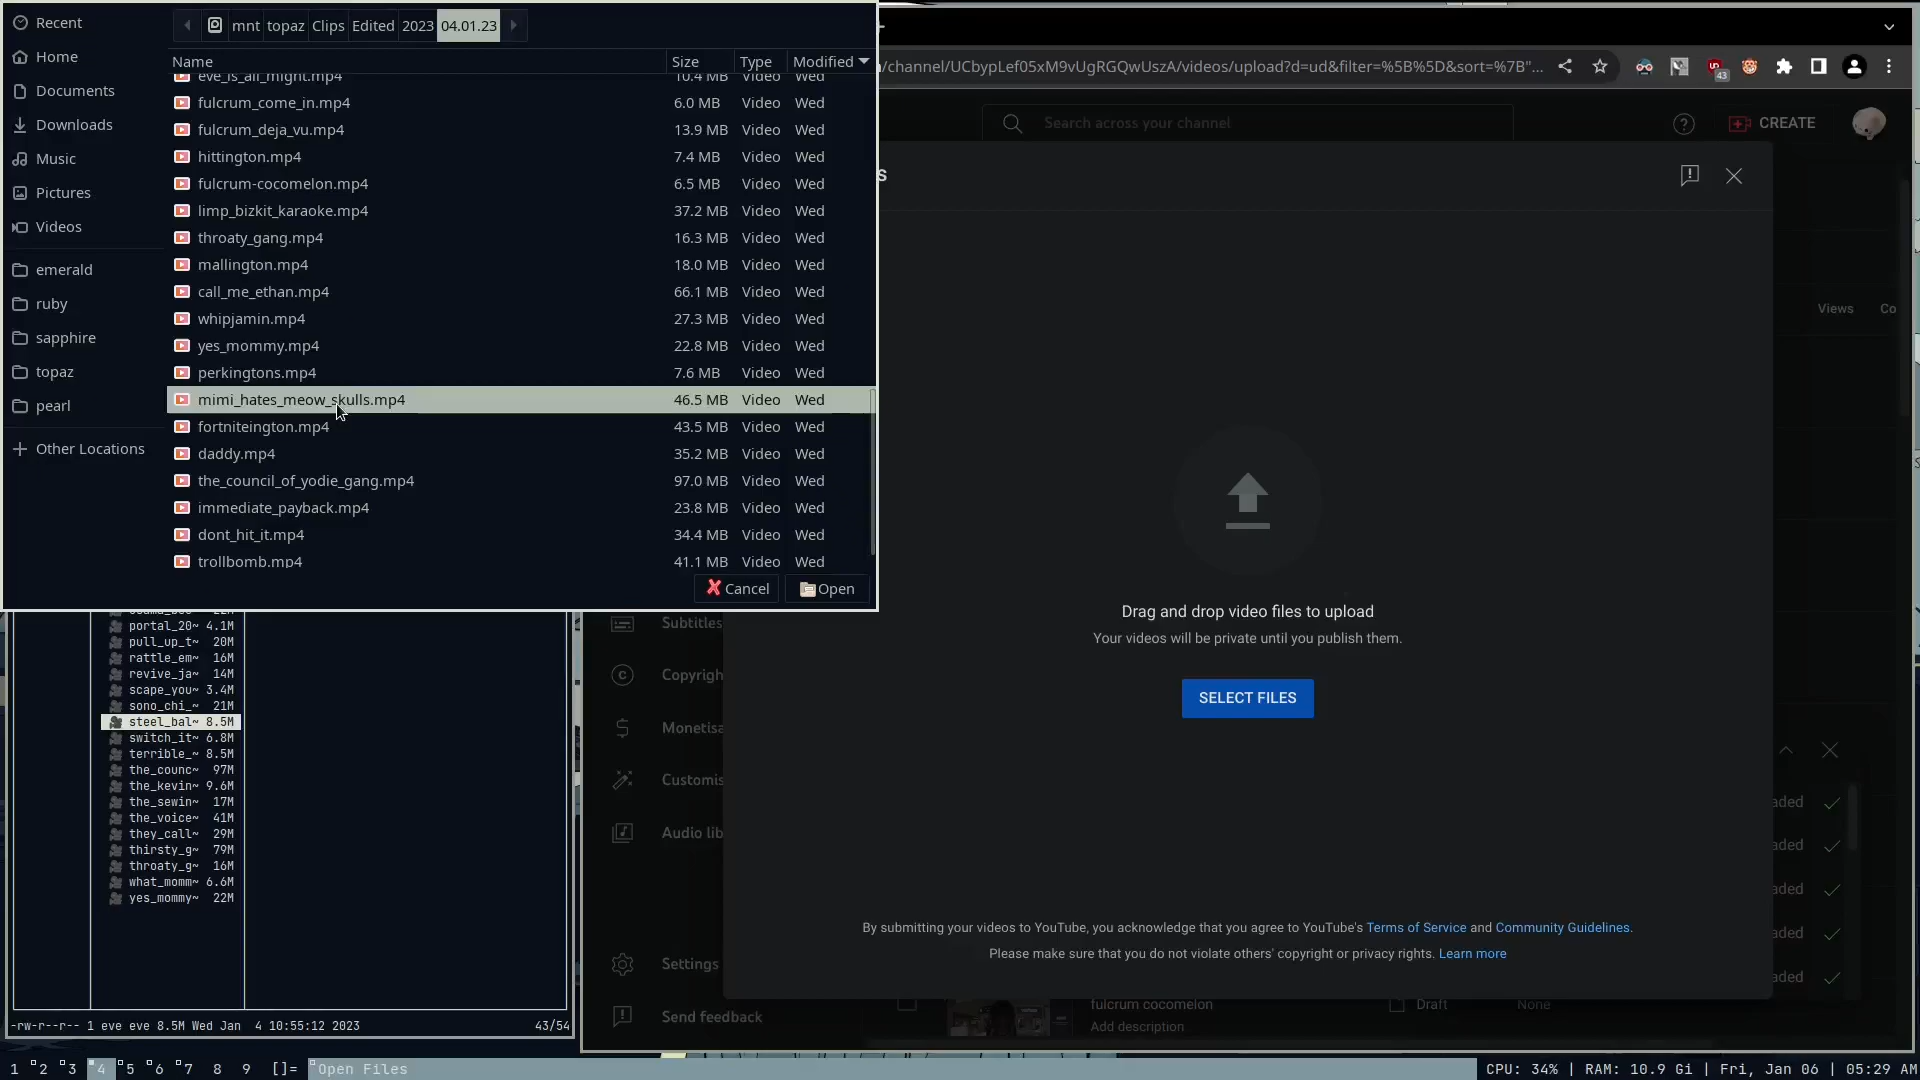 Recent
Home
Documents
Downloads
Music
Pictures
Videos
emerald
ruby
sapphire
topaz
pearl
Other Locations
mnt topaz Clips Edited 2023 04.01.23
Name Size Type Modified
eve_is_all_might.mp4 10.4 MB Video Wed
fulcrum_come_in.mp4 6.0 MB Video Wed
fulcrum_deja_vu.mp4 13.9 MB Video Wed
hittington.mp4 7.4 MB Video Wed
fulcrum-cocomelon.mp4 6.5 MB Video Wed
limp_bizkit_karaoke.mp4 37.2 MB Video Wed
throaty_gang.mp4 16.3 MB Video Wed
mallington.mp4 18.0 MB Video Wed
call_me_ethan.mp4 66.1 MB Video Wed
whipjamin.mp4 27.3 MB Video Wed
yes_mommy.mp4 22.8 MB Video Wed
perkingtons.mp4 7.6 MB Video Wed
mimi_hates_meow_skulls.mp4 46.5 MB Video Wed
fortniteington.mp4 43.5 MB Video Wed
daddy.mp4 35.2 MB Video Wed
the_council_of_yodie_gang.mp4 97.0 MB Video Wed
immediate_payback.mp4 23.8 MB Video Wed
dont_hit_it.mp4 34.4 MB Video Wed
trollbomb.mp4 41.1 MB Video Wed
Cancel Open
portal_20~ 4.1M
pull_up_t~ 20M
rattle_em~ 16M
revive_ja~ 14M
scape_you~ 3.4M
sono_chi_~ 21M
steel_bal~ 8.5M
switch_it~ 6.8M
terrible_~ 8.5M
the_counc~ 97M
the_kevin~ 9.6M
the_sewin~ 17M
the_voice~ 41M
they_call~ 29M
thirsty_g~ 79M
throaty_g~ 16M
what_momm~ 6.6M
yes_mommy~ 22M
-rw-r--r-- 1 eve eve 8.5M Wed Jan 4 10:55:12 2023 43/54
/channel/UCbypLef05xM9vUgRGQwUszA/videos/upload?d=ud&filter=%5B%5D&sort=%7B"...
43
Search across your channel
CREATE
s
Views Co
Drag and drop video files to upload
Your videos will be private until you publish them.
SELECT FILES
By submitting your videos to YouTube, you acknowledge that you agree to YouTube's Terms of Service and Community Guidelines.
Please make sure that you do not violate others' copyright or privacy rights. Learn more
Subtitles
Copyrigh
Monetisa
Customis
Audio lib
Settings
Send feedback
aded
aded
aded
aded
aded
fulcrum cocomelon Draft None
Add description
1 2 3 4 5 6 7 8 9 []= Open Files
CPU: 34% | RAM: 10.9 Gi | Fri, Jan 06 | 05:29 AM